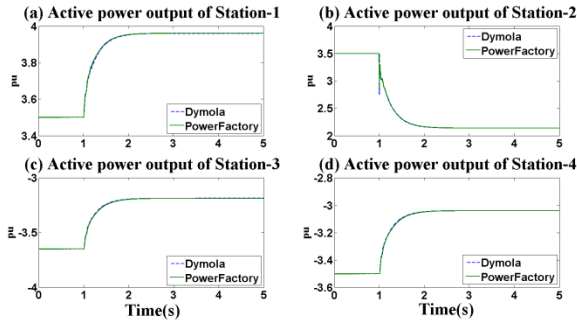 (a) Active power output of Station-1
(b) Active power output of Station-2
4
3.8
3.6
3.4
pu
0 1 2 3 4 5
Dymola
PowerFactory
4
3.5
3
2.5
2
pu
0 1 2 3 4 5
Dymola
PowerFactory
(c) Active power output of Station-3
(d) Active power output of Station-4
-3
-3.5
-4
pu
0 1 2 3 4 5
Time(s)
Dymola
PowerFactory
-2.8
-3
-3.2
-3.4
-3.6
pu
0 1 2 3 4 5
Time(s)
Dymola
PowerFactory